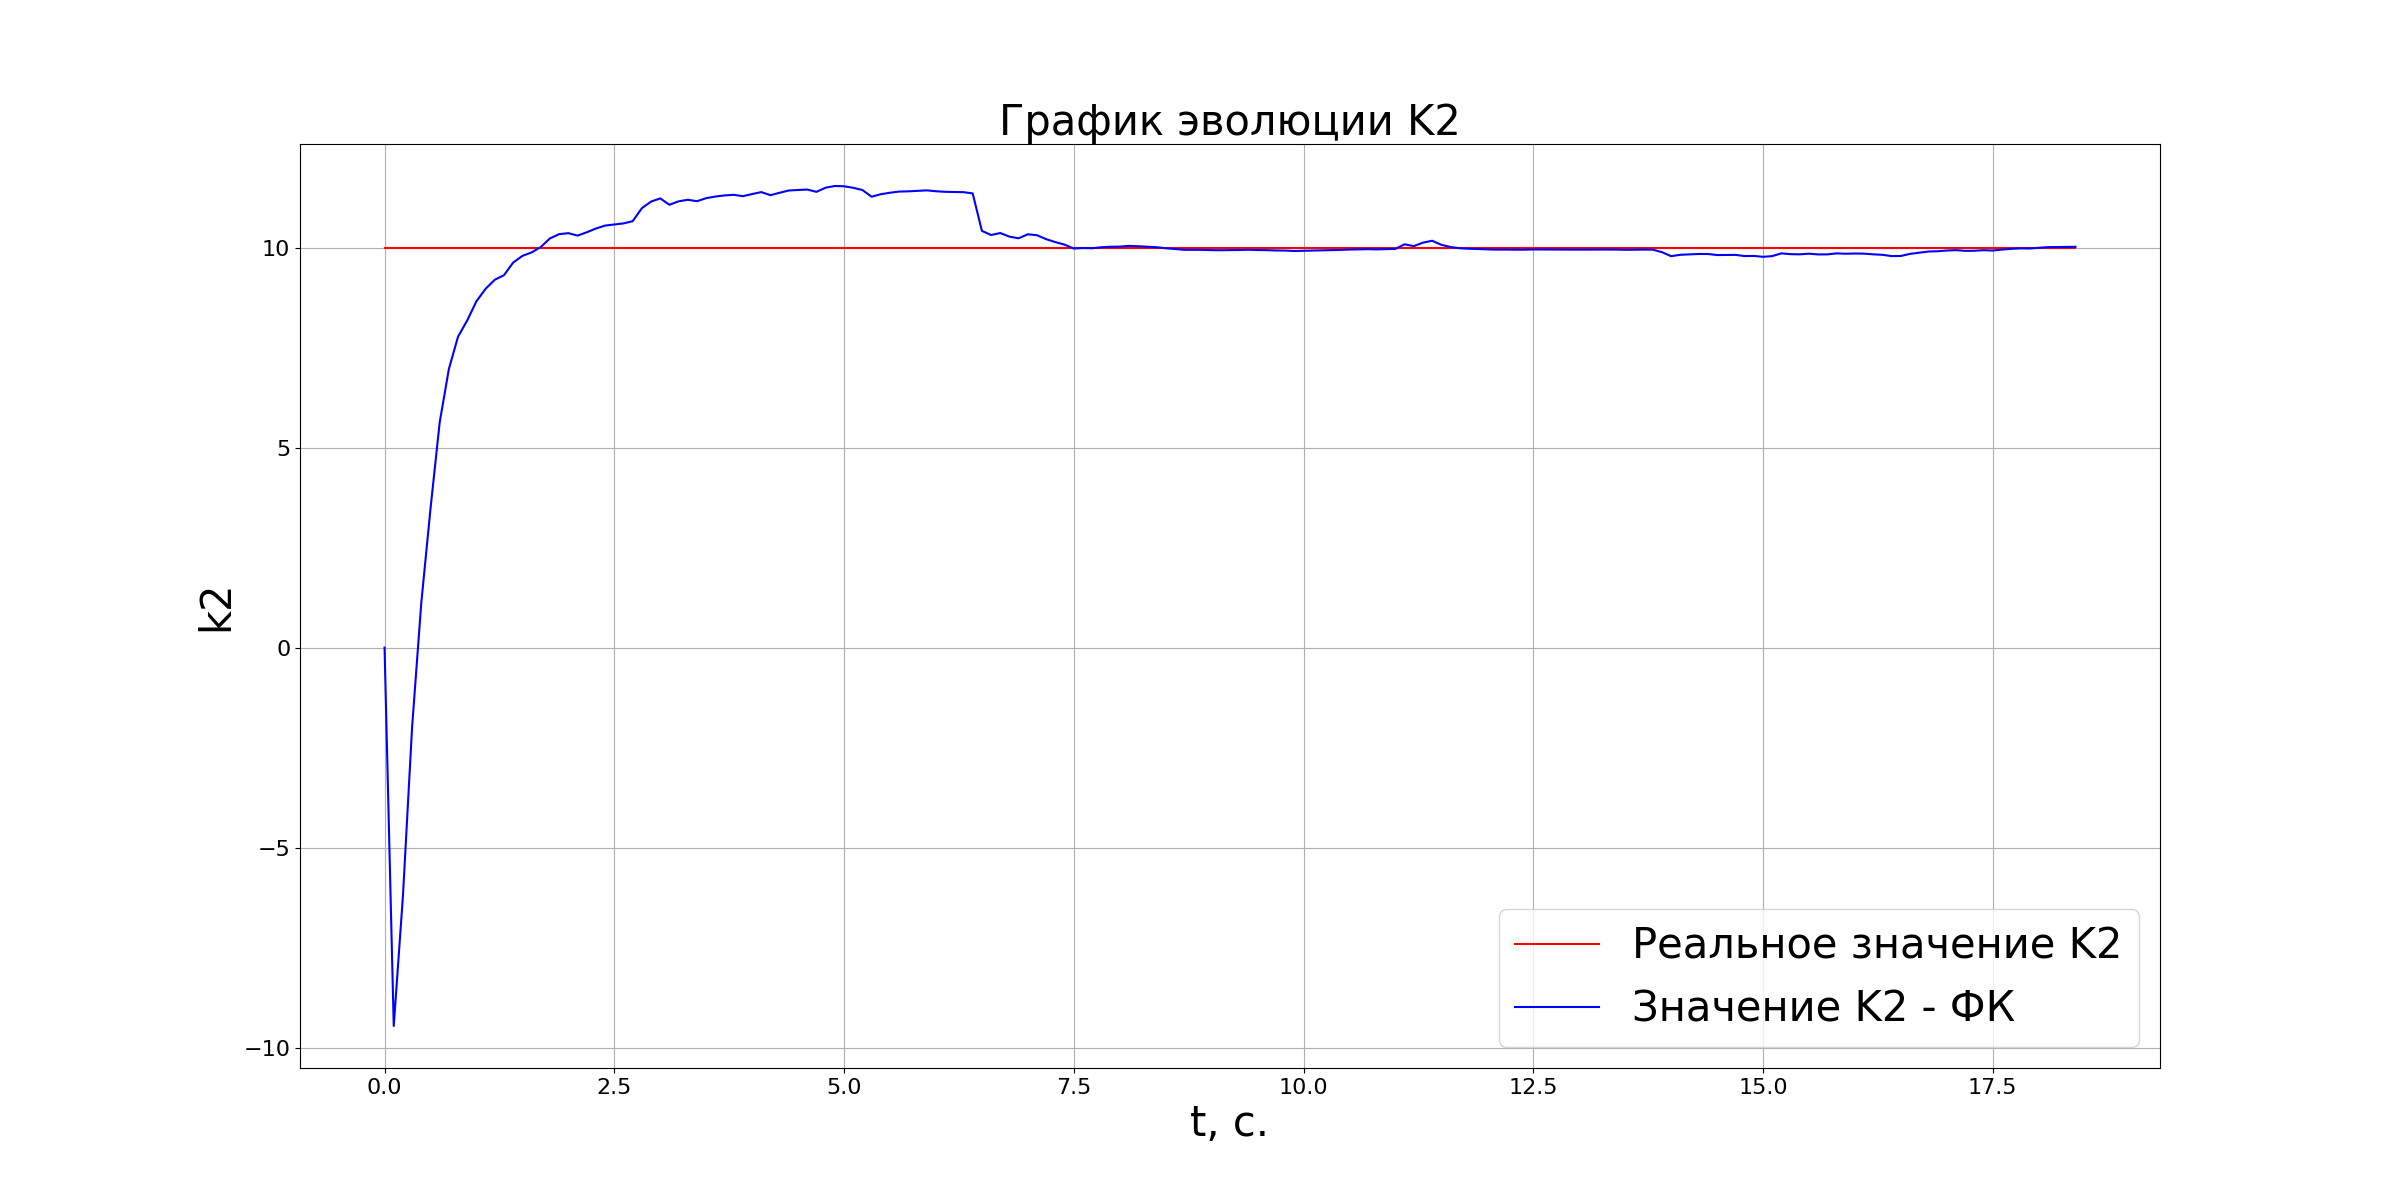 График эволюции K2
k2
10
5
0
−5
−10
0.0 2.5 5.0 7.5 10.0 12.5 15.0 17.5
t, с.
Реальное значение K2
Значение K2 - ФК